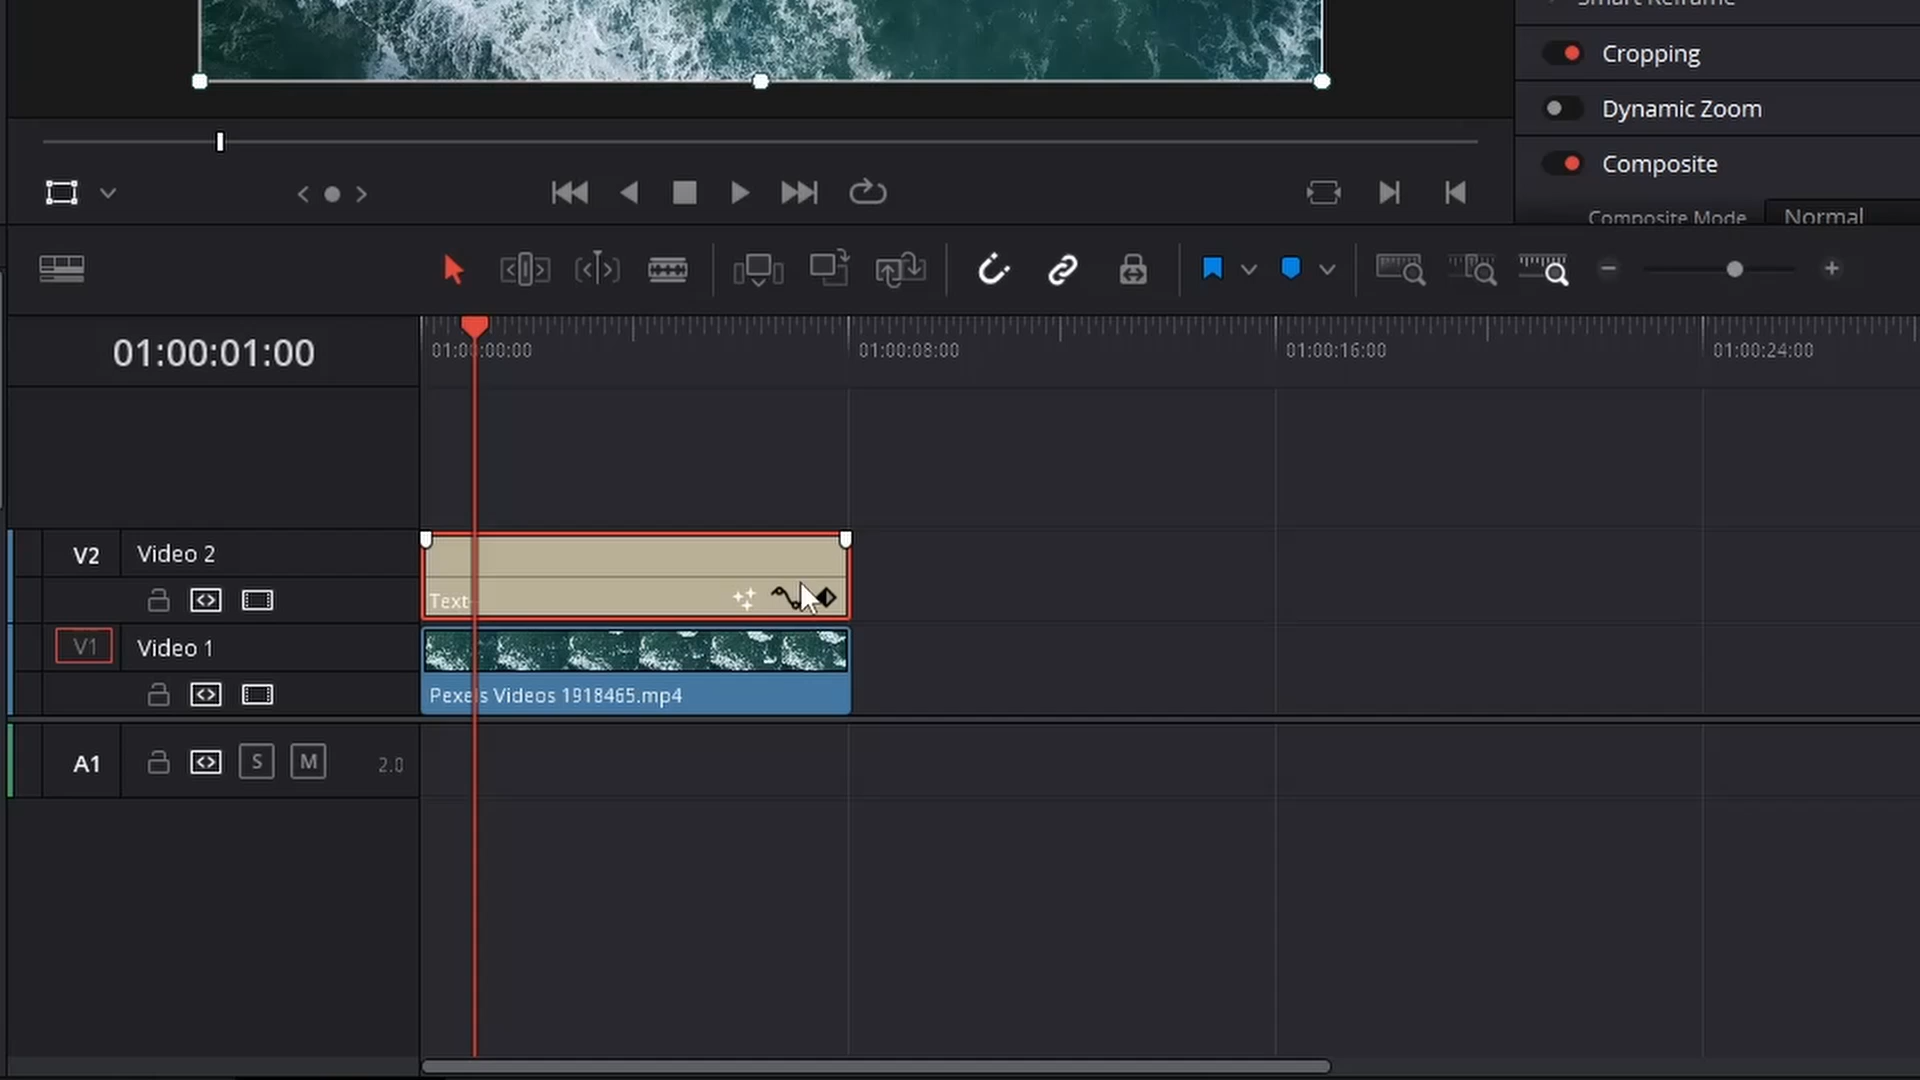 Smart Reframe
Cropping
Dynamic Zoom
Composite
Composite Mode Normal
01:00:01:00
01:00:00:00
01:00:08:00
01:00:16:00
01:00:24:00
V2 Video 2
Text
V1 Video 1
Pexels Videos 1918465.mp4
A1 S M 2.0